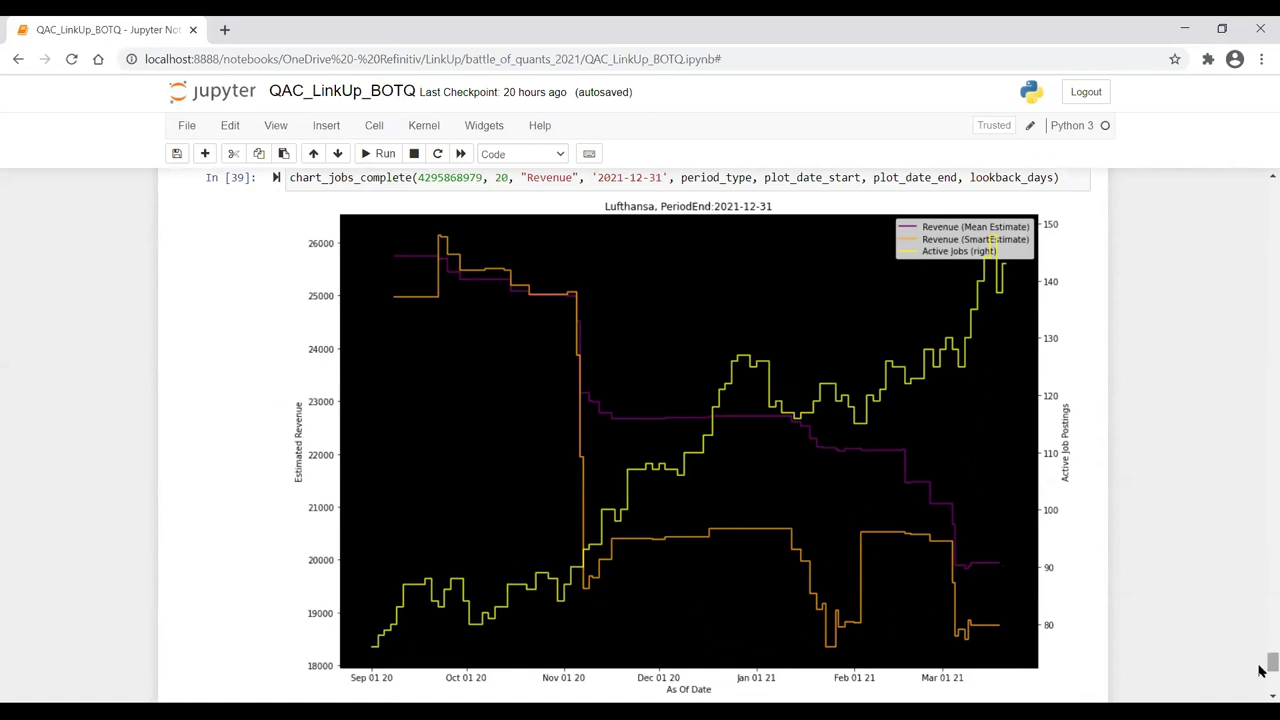 QAC_LinkUp_BOTQ - Jupyter Not
localhost:8888/notebooks/OneDrive%20-%20Refinitiv/LinkUp/battle_of_quants_2021/QAC_LinkUp_BOTQ.ipynb#
jupyter QAC_LinkUp_BOTQ Last Checkpoint: 20 hours ago (autosaved) Logout
File Edit View Insert Cell Kernel Widgets Help Trusted Python 3
Run Code
In [39]: chart_jobs_complete(4295868979, 20, "Revenue", '2021-12-31', period_type, plot_date_start, plot_date_end, lookback_days)
Lufthansa, PeriodEnd:2021-12-31
Revenue (Mean Estimate)
Revenue (SmartEstimate)
Active Jobs (right)
Estimated Revenue
26000
25000
24000
23000
22000
21000
20000
19000
18000
150
140
130
120
110
100
90
80
Active Job Postings
Sep 01 20 Oct 01 20 Nov 01 20 Dec 01 20 Jan 01 21 Feb 01 21 Mar 01 21
As Of Date